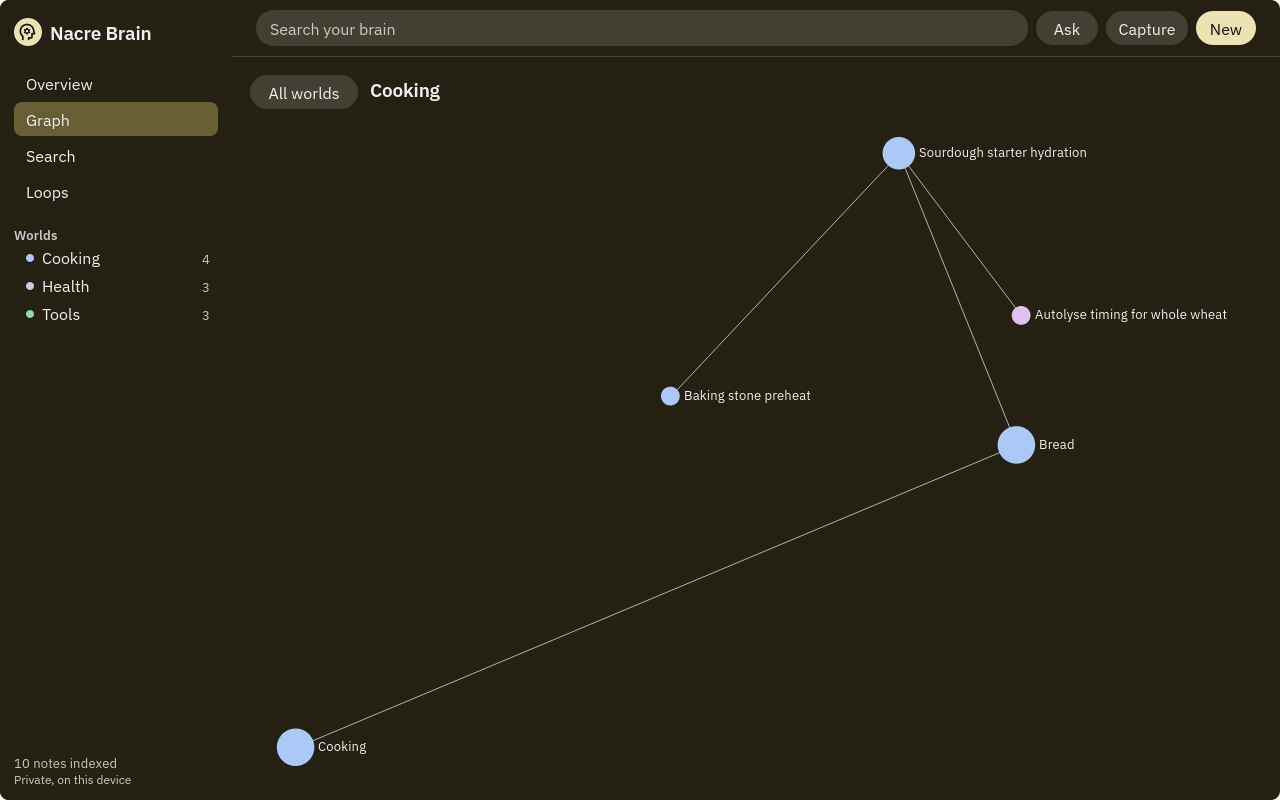 Nacre Brain
Search your brain
Ask
Capture
New
Overview
Graph
Search
Loops
Worlds
Cooking 4
Health 3
Tools 3
All worlds
Cooking
Sourdough starter hydration
Autolyse timing for whole wheat
Baking stone preheat
Bread
Cooking
10 notes indexed
Private, on this device